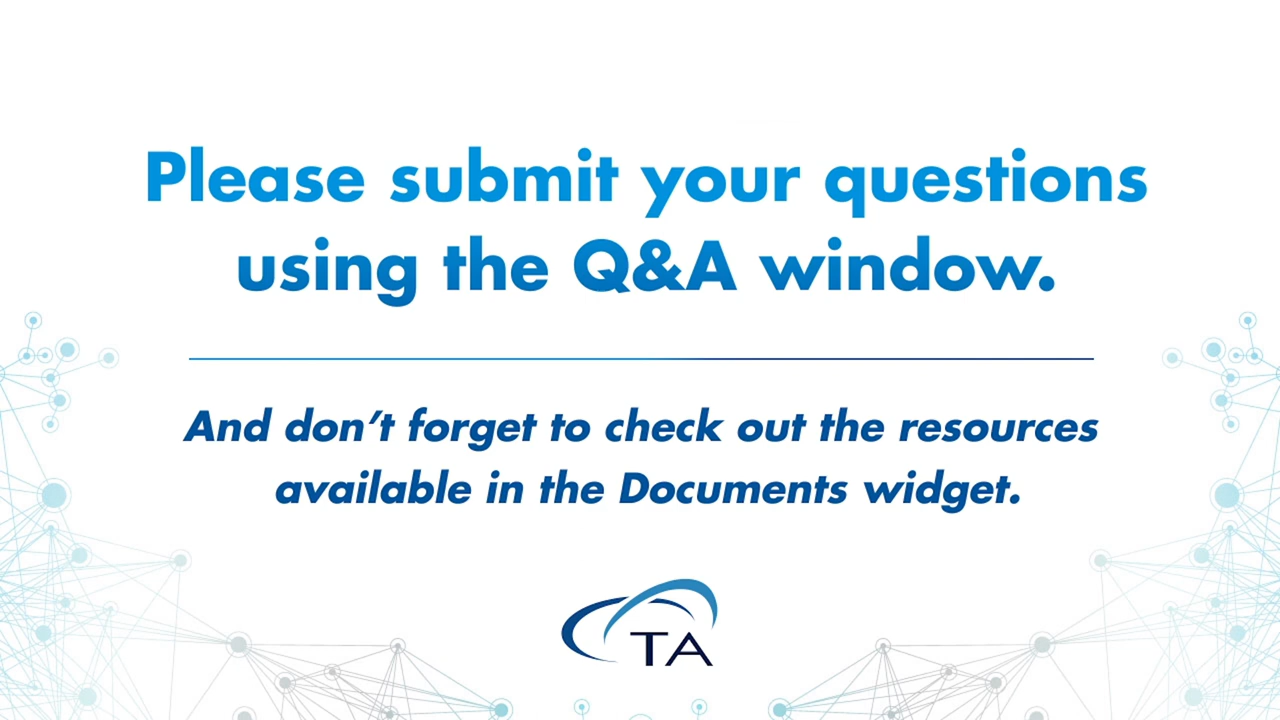 Please submit your questions
using the Q&A window.
And don’t forget to check out the resources
available in the Documents widget.
TA